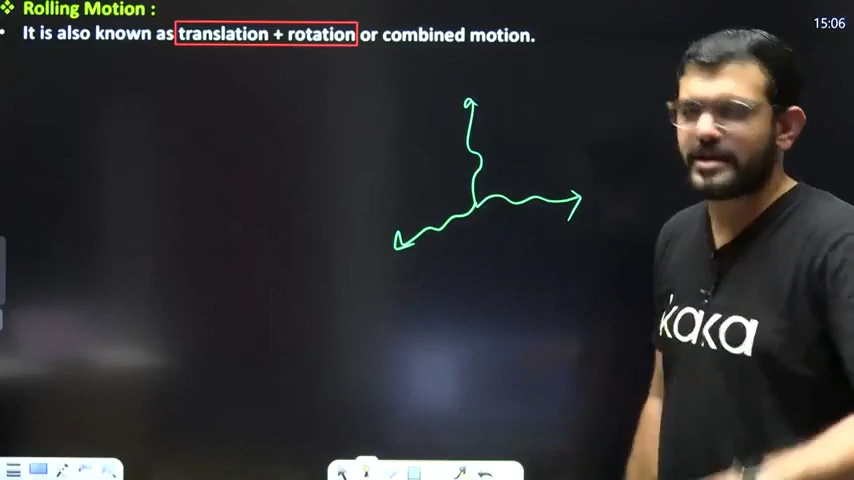 ❖ Rolling Motion :
• It is also known as translation + rotation or combined motion.
15:06
kaka